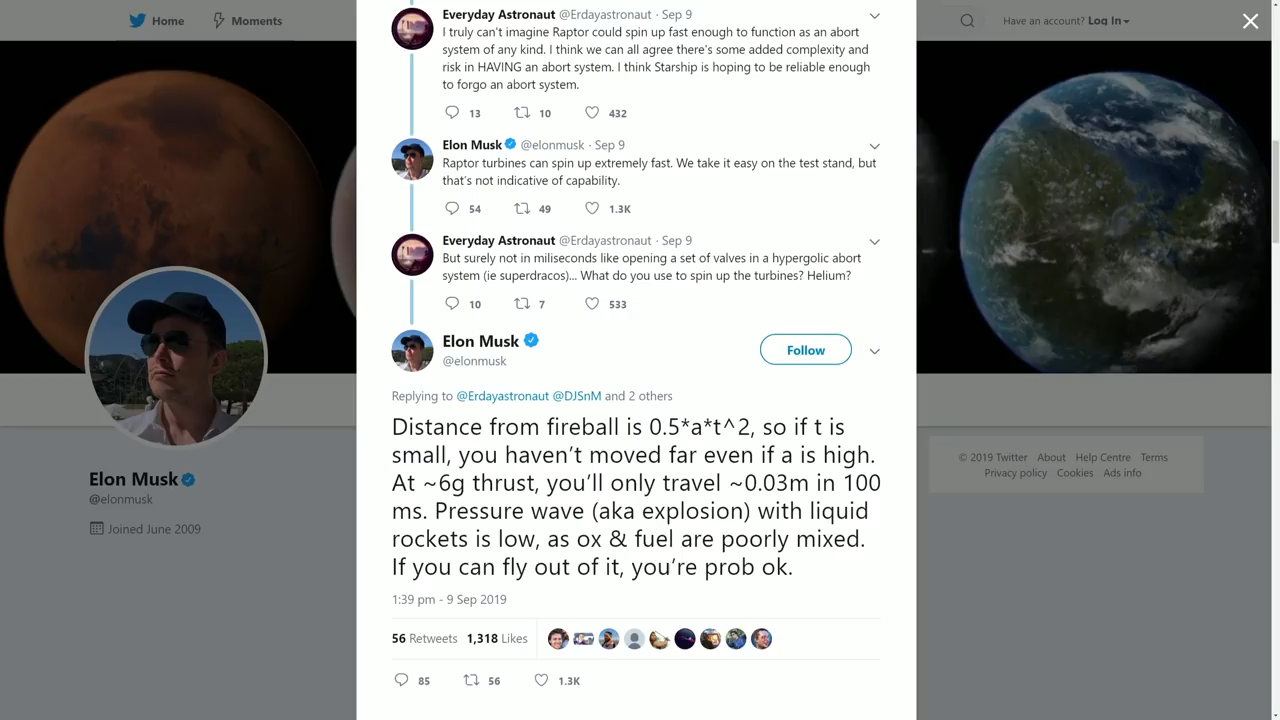 Home
Moments
Have an account? Log In
Everyday Astronaut @Erdayastronaut · Sep 9
I truly can't imagine Raptor could spin up fast enough to function as an abort
system of any kind. I think we can all agree there's some added complexity and
risk in HAVING an abort system. I think Starship is hoping to be reliable enough
to forgo an abort system.
13 10 432
Elon Musk @elonmusk · Sep 9
Raptor turbines can spin up extremely fast. We take it easy on the test stand, but
that's not indicative of capability.
54 49 1.3K
Everyday Astronaut @Erdayastronaut · Sep 9
But surely not in miliseconds like opening a set of valves in a hypergolic abort
system (ie superdracos)... What do you use to spin up the turbines? Helium?
10 7 533
Elon Musk
@elonmusk
Follow
Replying to @Erdayastronaut @DJSnM and 2 others
Distance from fireball is 0.5*a*t^2, so if t is
small, you haven't moved far even if a is high.
At ~6g thrust, you'll only travel ~0.03m in 100
ms. Pressure wave (aka explosion) with liquid
rockets is low, as ox & fuel are poorly mixed.
If you can fly out of it, you're prob ok.
1:39 pm - 9 Sep 2019
56 Retweets 1,318 Likes
85 56 1.3K
Elon Musk
@elonmusk
Joined June 2009
© 2019 Twitter About Help Centre Terms
Privacy policy Cookies Ads info